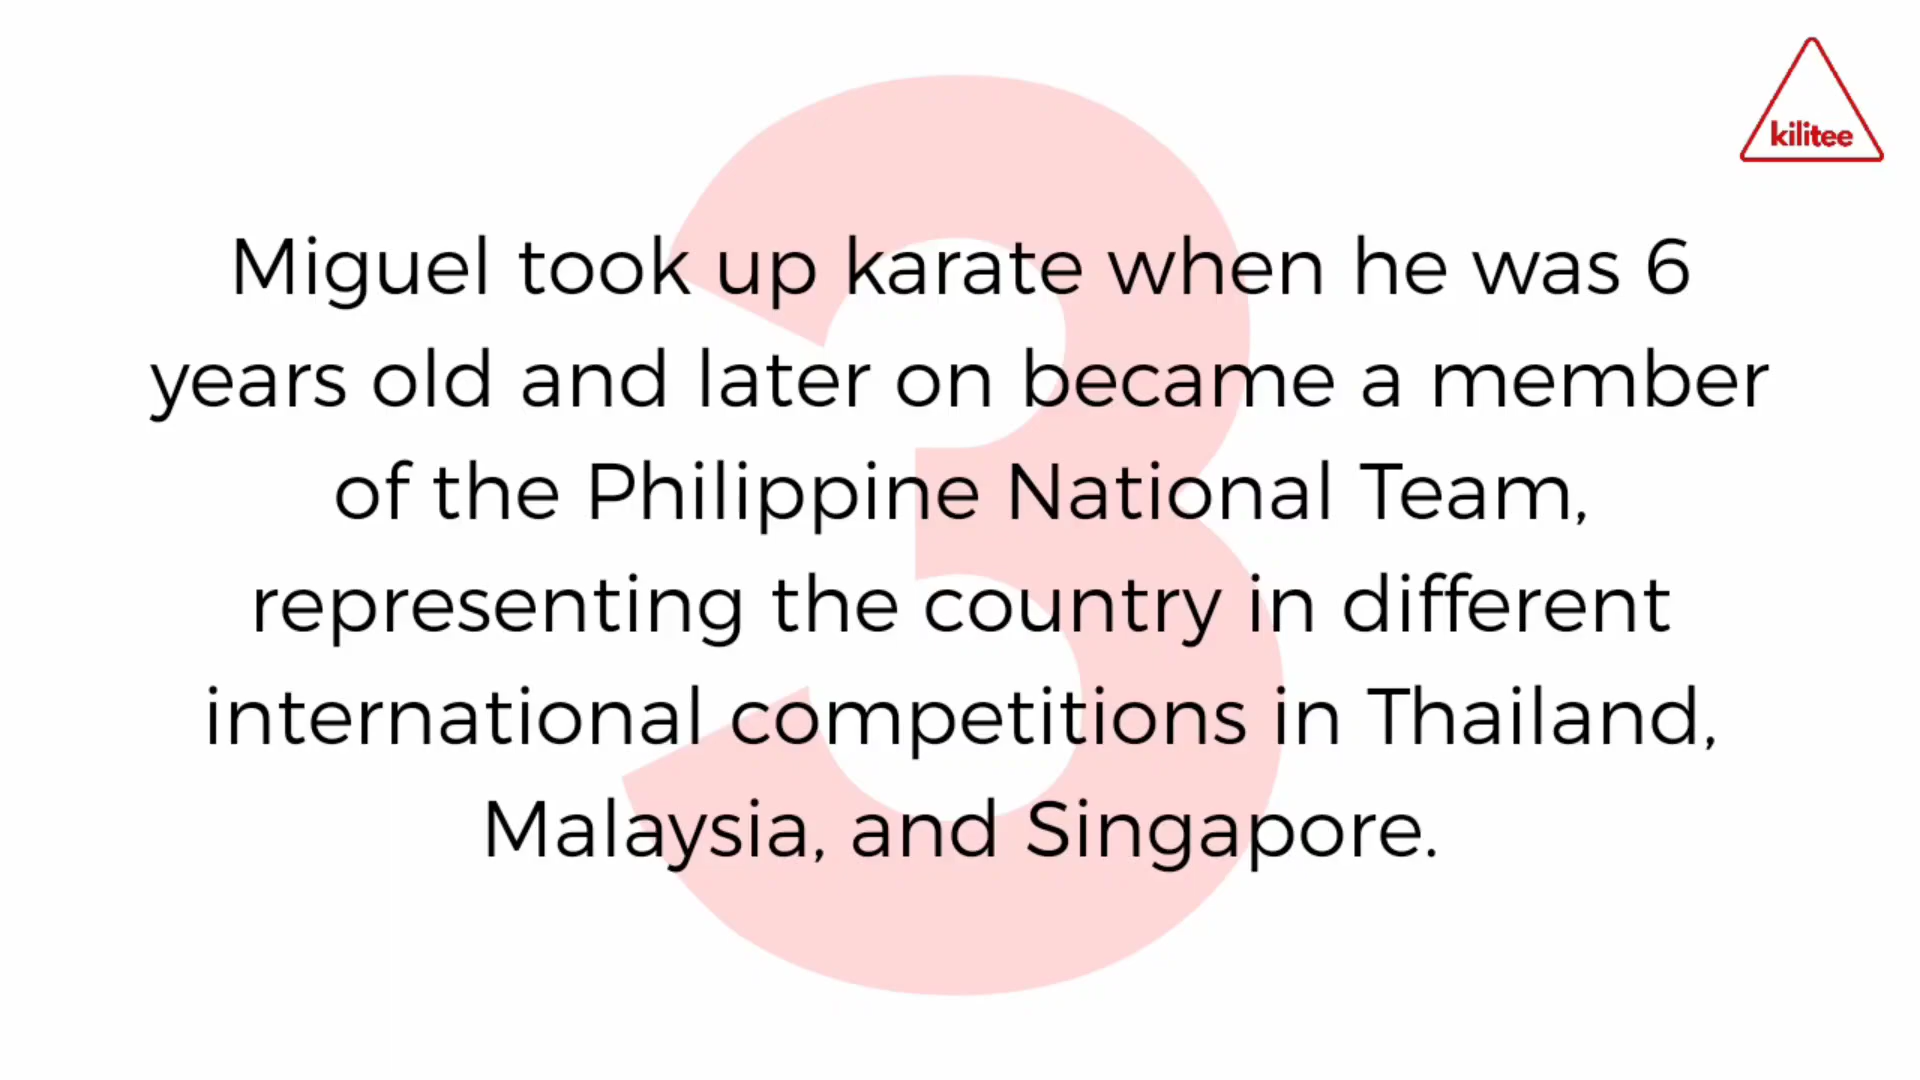 kilitee
3
Miguel took up karate when he was 6
years old and later on became a member
of the Philippine National Team,
representing the country in different
international competitions in Thailand,
Malaysia, and Singapore.